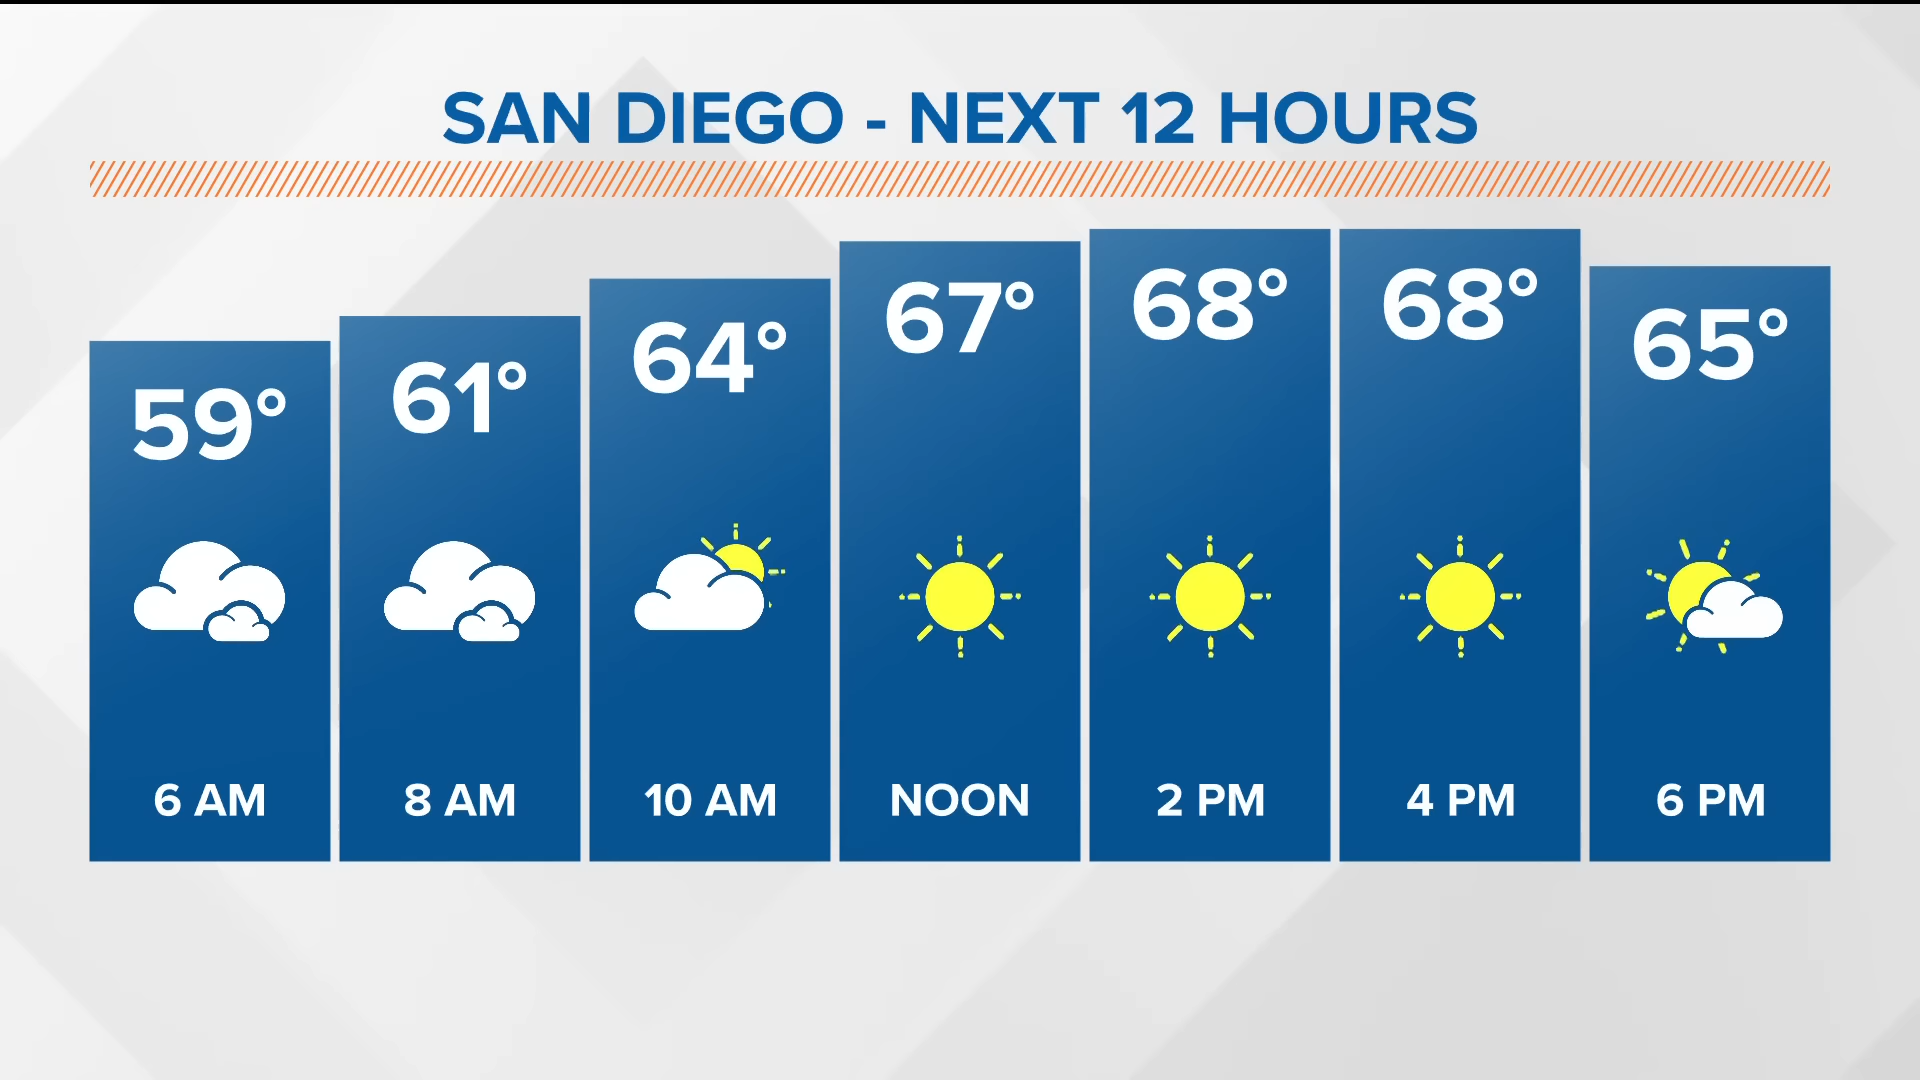 SAN DIEGO - NEXT 12 HOURS
59° 61° 64° 67° 68° 68° 65°
6 AM 8 AM 10 AM NOON 2 PM 4 PM 6 PM